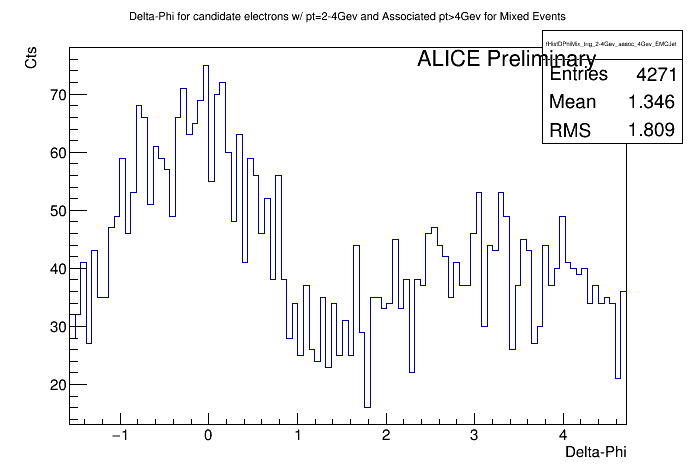 Delta-Phi for candidate electrons w/ pt=2-4Gev and Associated pt>4Gev for Mixed Events
Cts
ALICE Preliminary
fHistDPhiMix_trig_2-4Gev_assoc_4Gev_EMCJet
Entries 4271
Mean 1.346
RMS 1.809
70
60
50
40
30
20
−1 0 1 2 3 4
Delta-Phi